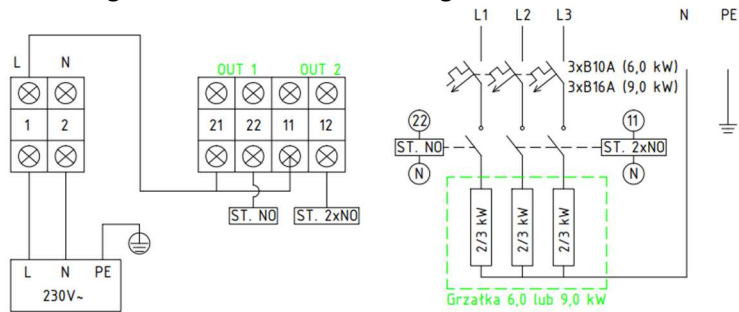 L N
1 2
L N PE
230V~
OUT 1 OUT 2
21 22 11 12
ST. NO ST. 2xNO
L1 L2 L3 N PE
3xB10A (6,0 kW)
3xB16A (9,0 kW)
22 11
ST. NO ST. 2xNO
N N
2/3 kW 2/3 kW 2/3 kW
Grzałka 6,0 lub 9,0 kW